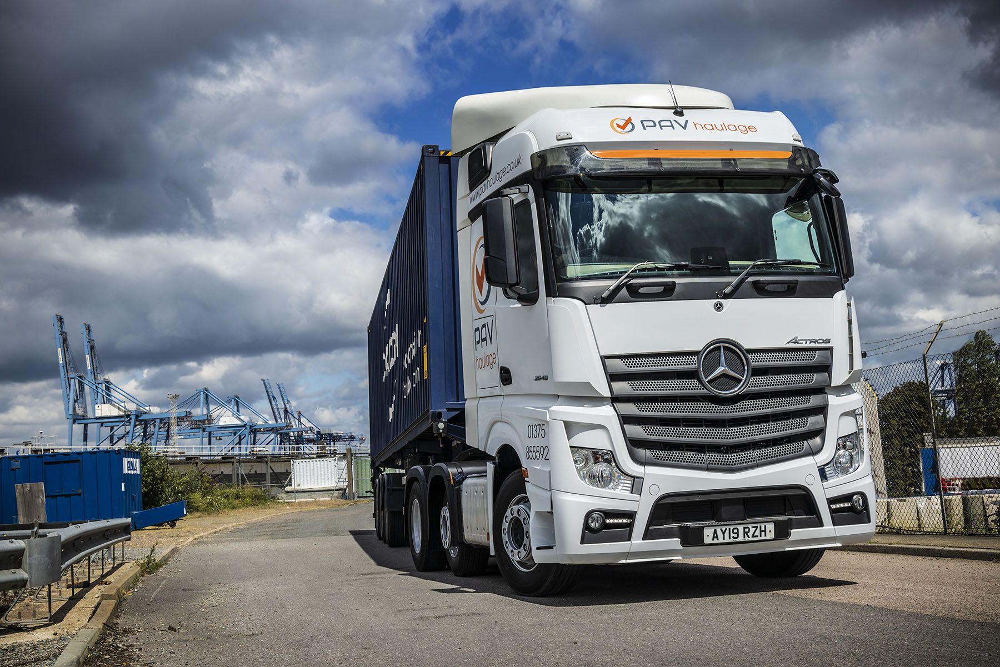 PAV haulage
www.pavhaulage.co.uk
PAV
haulage
ACTROS
2545
01375
855592
AY19 RZH